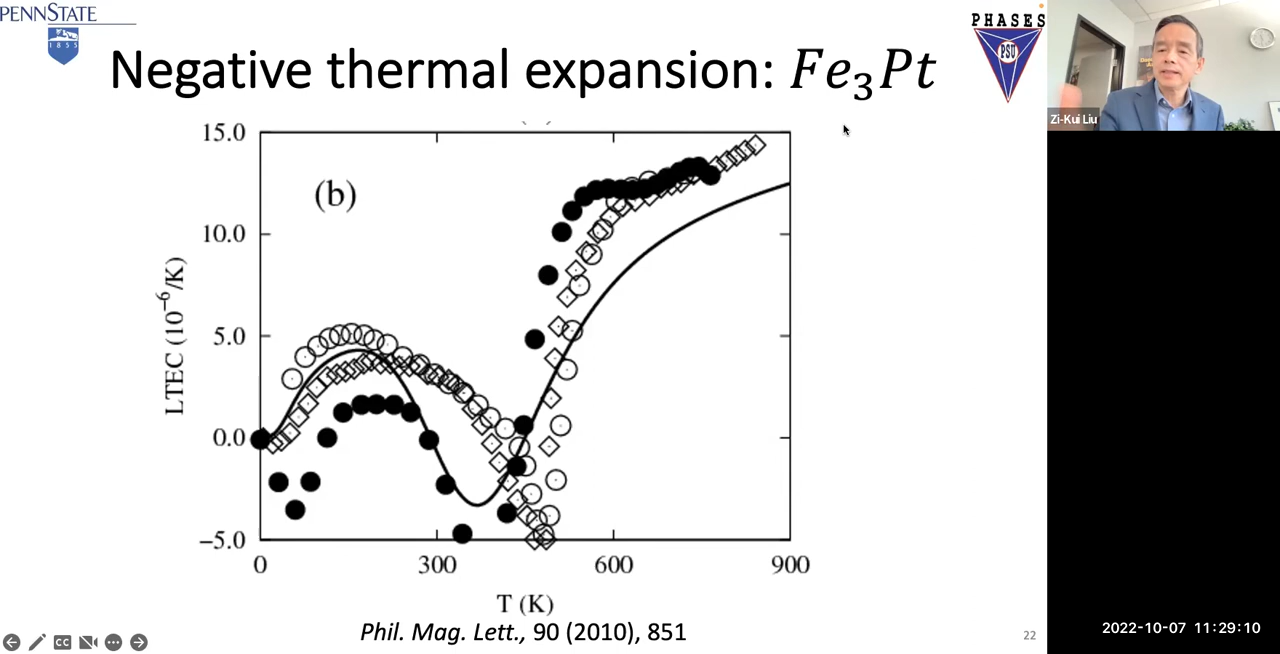 PENNSTATE
1855
Negative thermal expansion: Fe₃Pt
PHASES
PSU
Zi-Kui Liu
(b)
15.0
10.0
5.0
0.0
−5.0
LTEC (10⁻⁶/K)
0 300 600 900
T (K)
Phil. Mag. Lett., 90 (2010), 851
CC
22
2022-10-07 11:29:10